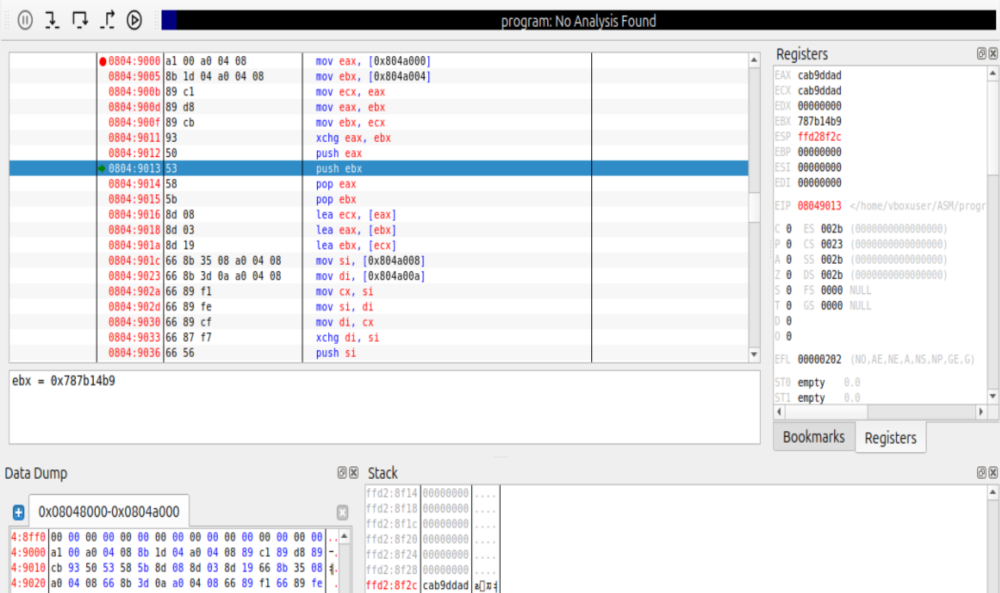 program: No Analysis Found
0804:9000 a1 00 a0 04 08 mov eax, [0x804a000]
0804:9005 8b 1d 04 a0 04 08 mov ebx, [0x804a004]
0804:900b 89 c1 mov ecx, eax
0804:900d 89 d8 mov eax, ebx
0804:900f 89 cb mov ebx, ecx
0804:9011 93 xchg eax, ebx
0804:9012 50 push eax
0804:9013 53 push ebx
0804:9014 58 pop eax
0804:9015 5b pop ebx
0804:9016 8d 08 lea ecx, [eax]
0804:9018 8d 03 lea eax, [ebx]
0804:901a 8d 19 lea ebx, [ecx]
0804:901c 66 8b 35 08 a0 04 08 mov si, [0x804a008]
0804:9023 66 8b 3d 0a a0 04 08 mov di, [0x804a00a]
0804:902a 66 89 f1 mov cx, si
0804:902d 66 89 fe mov si, di
0804:9030 66 89 cf mov di, cx
0804:9033 66 87 f7 xchg di, si
0804:9036 66 56 push si
ebx = 0x787b14b9
Registers
EAX cab9ddad
ECX cab9ddad
EDX 00000000
EBX 787b14b9
ESP ffd28f2c
EBP 00000000
ESI 00000000
EDI 00000000
EIP 08049013 </home/vboxuser/ASM/progr
C 0 ES 002b (0000000000000000)
P 0 CS 0023 (0000000000000000)
A 0 SS 002b (0000000000000000)
Z 0 DS 002b (0000000000000000)
S 0 FS 0000 NULL
T 0 GS 0000 NULL
D 0
O 0
EFL 00000202 (NO,AE,NE,A,NS,NP,GE,G)
ST0 empty 0.0
ST1 empty 0.0
Bookmarks Registers
Data Dump
0x08048000-0x0804a000
4:8ff0 00 00 00 00 00 00 00 00 00 00 00 00 00 00 00 00 ..
4:9000 a1 00 a0 04 08 8b 1d 04 a0 04 08 89 c1 89 d8 89
4:9010 cb 93 50 53 58 5b 8d 08 8d 03 8d 19 66 8b 35 08
4:9020 a0 04 08 66 8b 3d 0a a0 04 08 66 89 f1 66 89 fe
Stack
ffd2:8f14 00000000 ....
ffd2:8f18 00000000 ....
ffd2:8f1c 00000000 ....
ffd2:8f20 00000000 ....
ffd2:8f24 00000000 ....
ffd2:8f28 00000000 ....
ffd2:8f2c cab9ddad